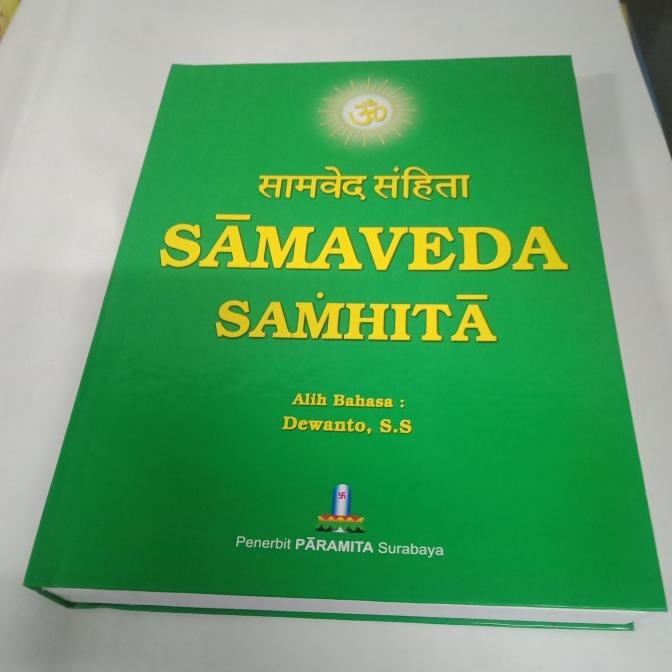 ॐ
सामवेद संहिता
SĀMAVEDA
SAṀHITĀ
Alih Bahasa :
Dewanto, S.S
Penerbit PĀRAMITA Surabaya